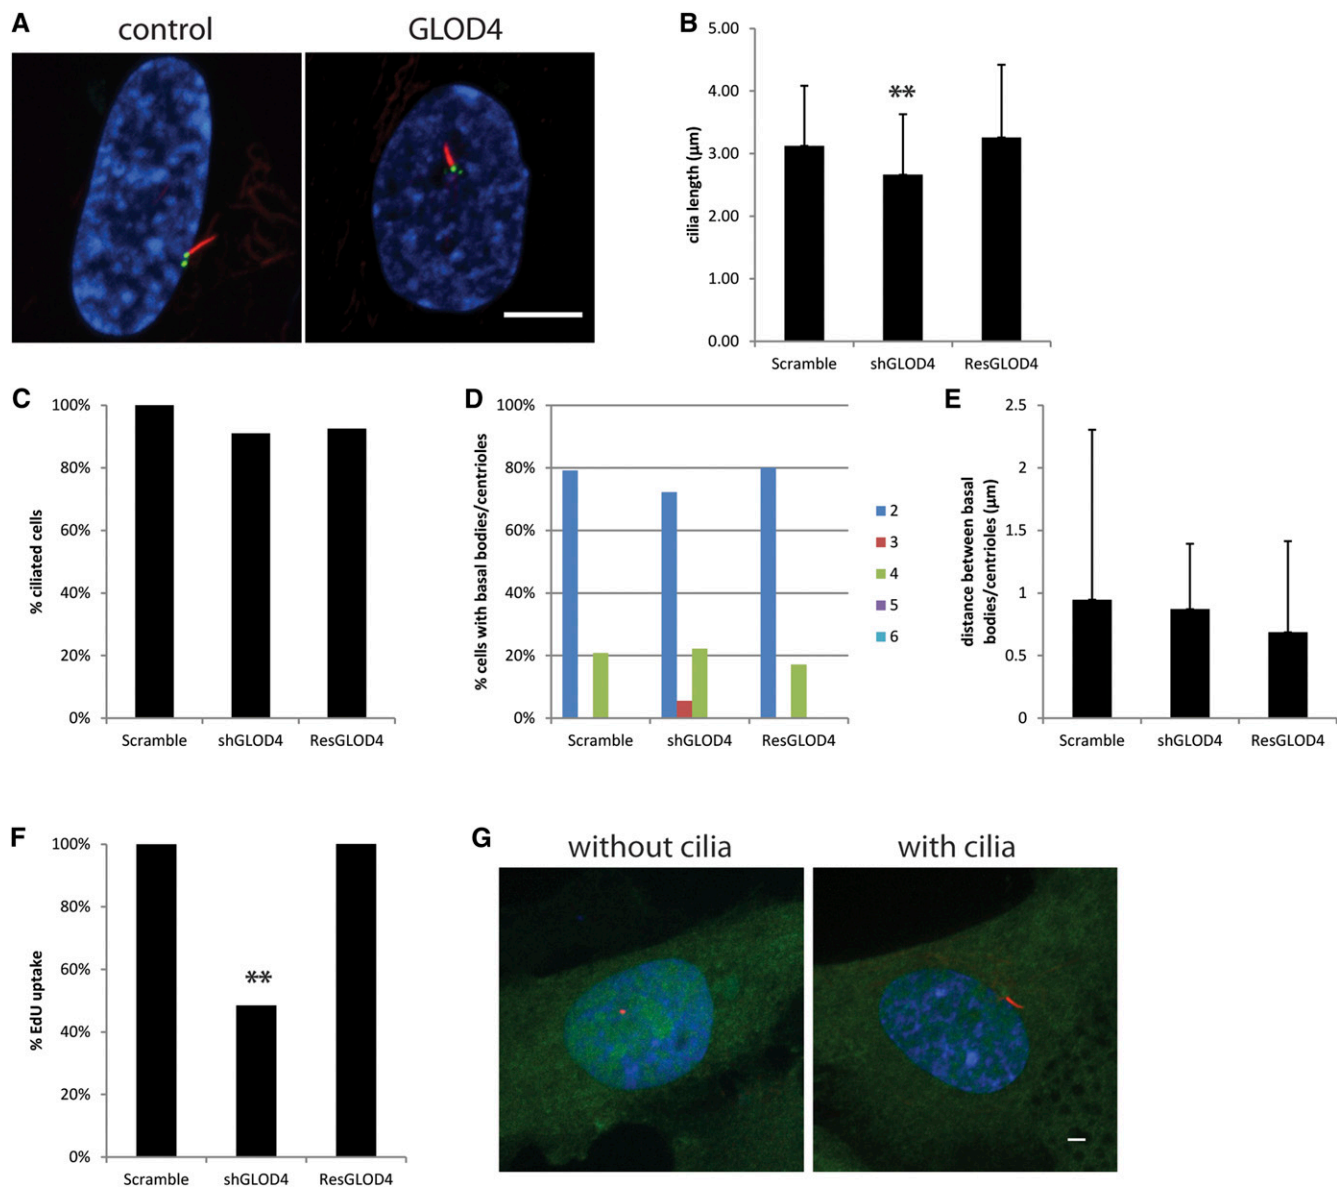 A
control
GLOD4
B
5.00
4.00
3.00
2.00
1.00
0.00
cilia length (µm)
**
Scramble
shGLOD4
ResGLOD4
C
100%
80%
60%
40%
20%
0%
% ciliated cells
Scramble
shGLOD4
ResGLOD4
D
100%
80%
60%
40%
20%
0%
% cells with basal bodies/centrioles
2
3
4
5
6
Scramble
shGLOD4
ResGLOD4
E
2.5
2
1.5
1
0.5
0
distance between basal
bodies/centrioles (µm)
Scramble
shGLOD4
ResGLOD4
F
100%
80%
60%
40%
20%
0%
% EdU uptake
**
Scramble
shGLOD4
ResGLOD4
G
without cilia
with cilia